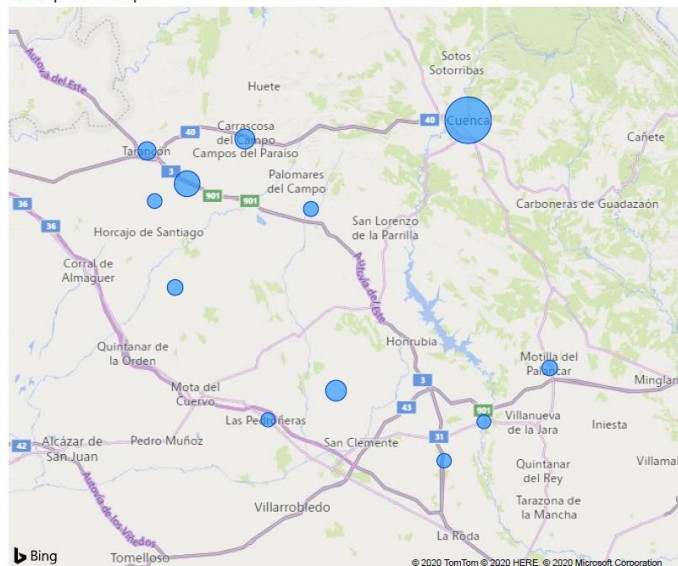 Autovía del Este
Sotos
Sotorribas
Huete
40
Carrascosa
del Campo
Campos del Paraíso
40
Cuenca
Cañete
Tarancón
3
901
901
Palomares
del Campo
36
36
Horcajo de Santiago
San Lorenzo
de la Parrilla
Carboneras de Guadazaón
Corral de
Almaguer
Autovía del Este
Quintanar de
la Orden
Honrubia
Motilla del
Palancar
3
Minglan
Mota del
Cuervo
43
901
Las Pedroñeras
Villanueva
de la Jara
Iniesta
42
Alcázar de
San Juan
Pedro Muñoz
San Clemente
31
Quintanar
del Rey
Villama
Autovía de los Viñedos
Villarrobledo
Tarazona de
la Mancha
La Roda
Bing
Tomelloso
© 2020 TomTom © 2020 HERE, © 2020 Microsoft Corporation